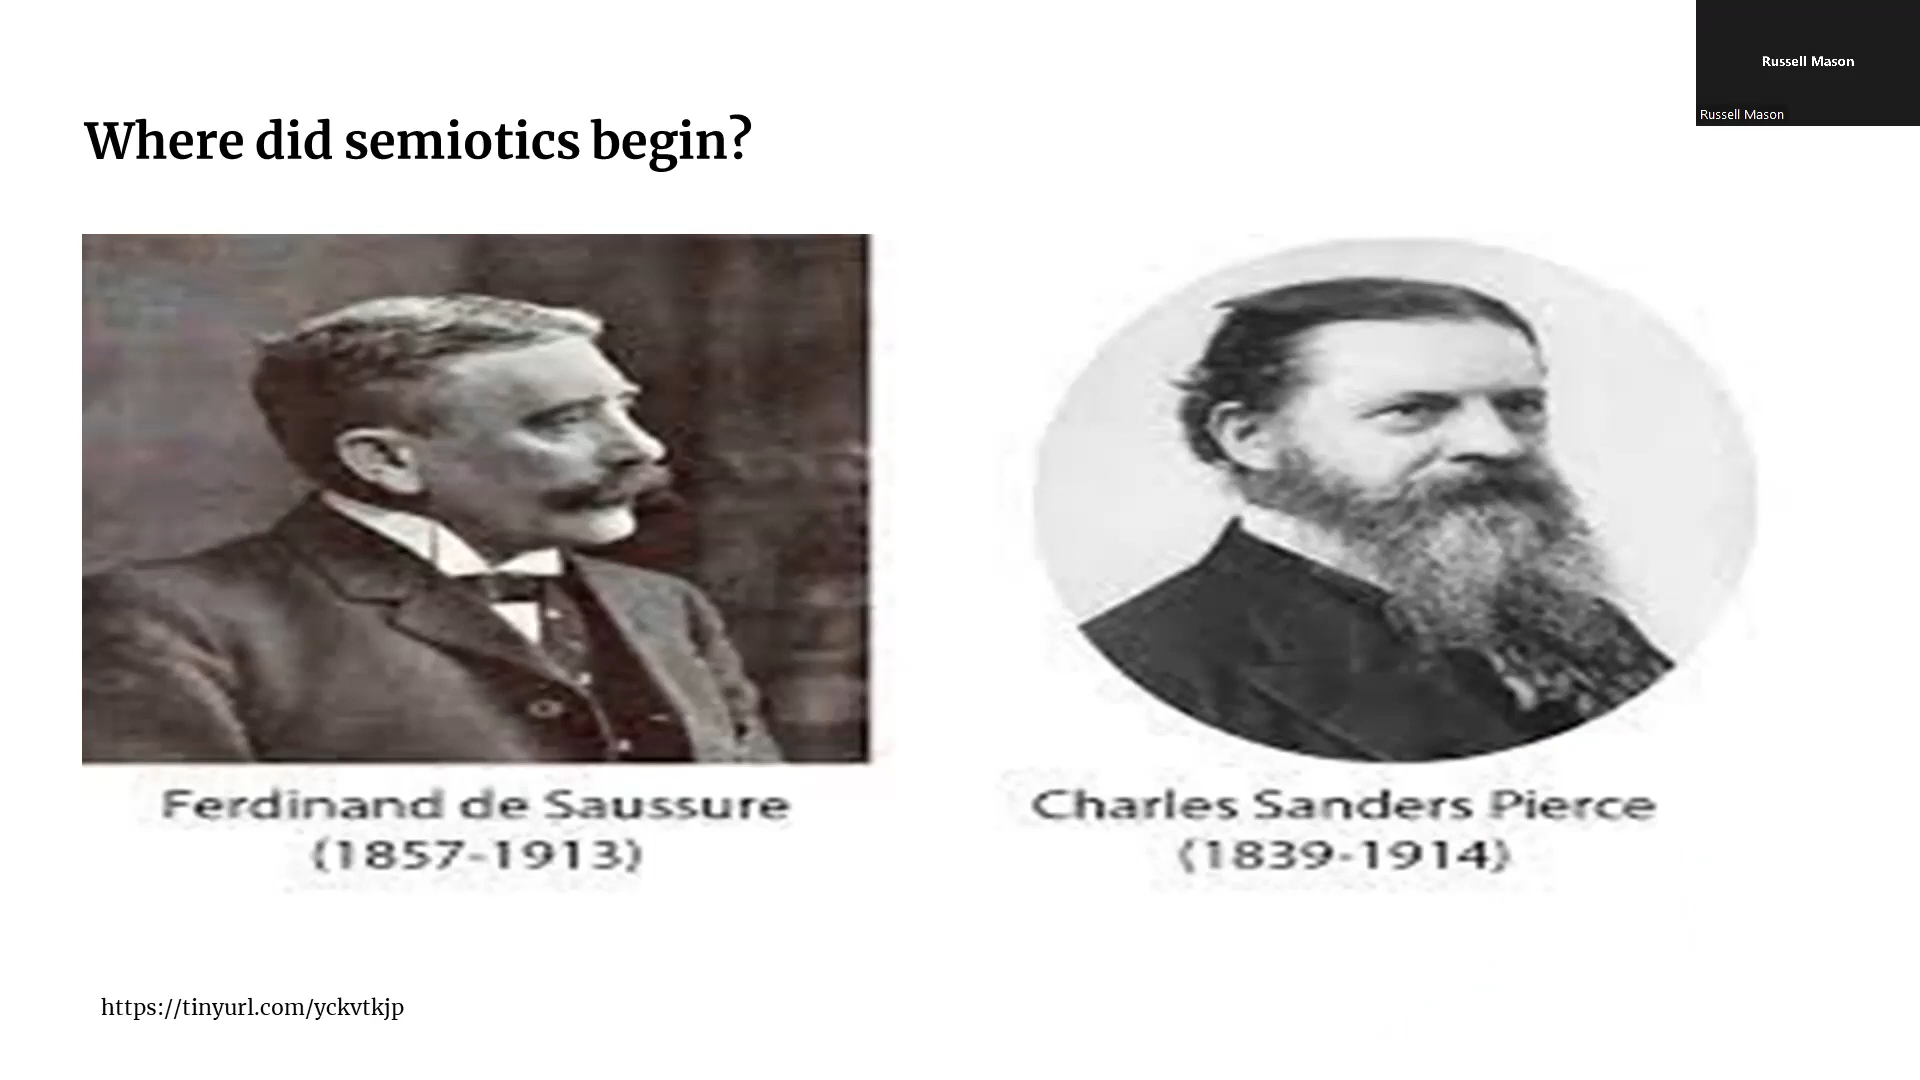 Russell Mason
Russell Mason
Where did semiotics begin?
Ferdinand de Saussure
(1857-1913)
Charles Sanders Pierce
(1839-1914)
https://tinyurl.com/yckvtkjp